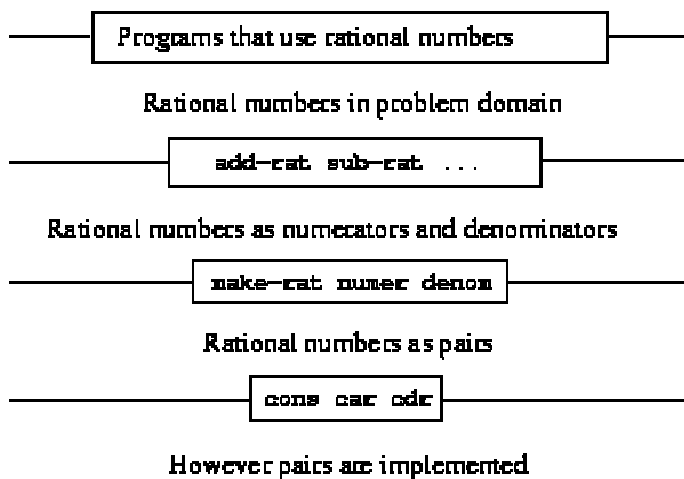 Programs that use rational numbers
Rational numbers in problem domain
add-rat sub-rat ...
Rational numbers as numerators and denominators
make-rat numer denom
Rational numbers as pairs
cons car cdr
However pairs are implemented